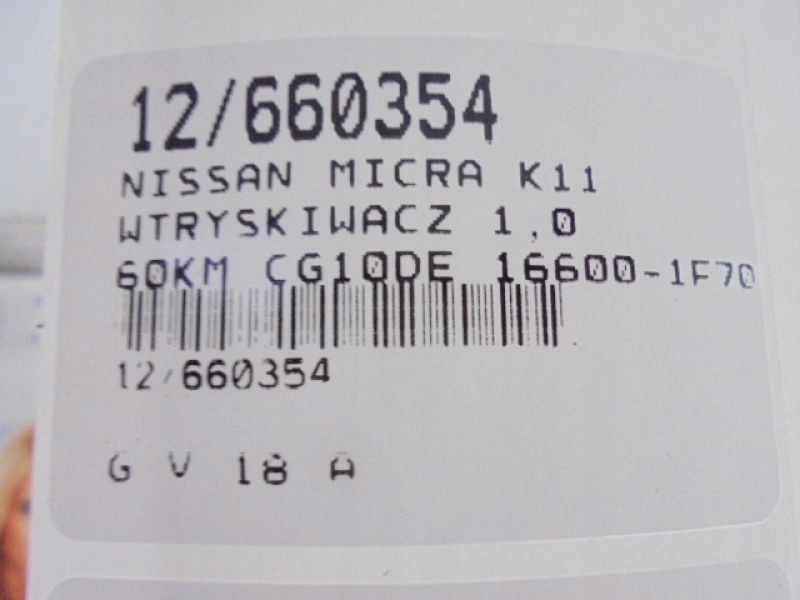 12/660354
NISSAN MICRA K11
WTRYSKIWACZ 1,0
60KM CG10DE 16600-1F70
12/660354
G V 18 A